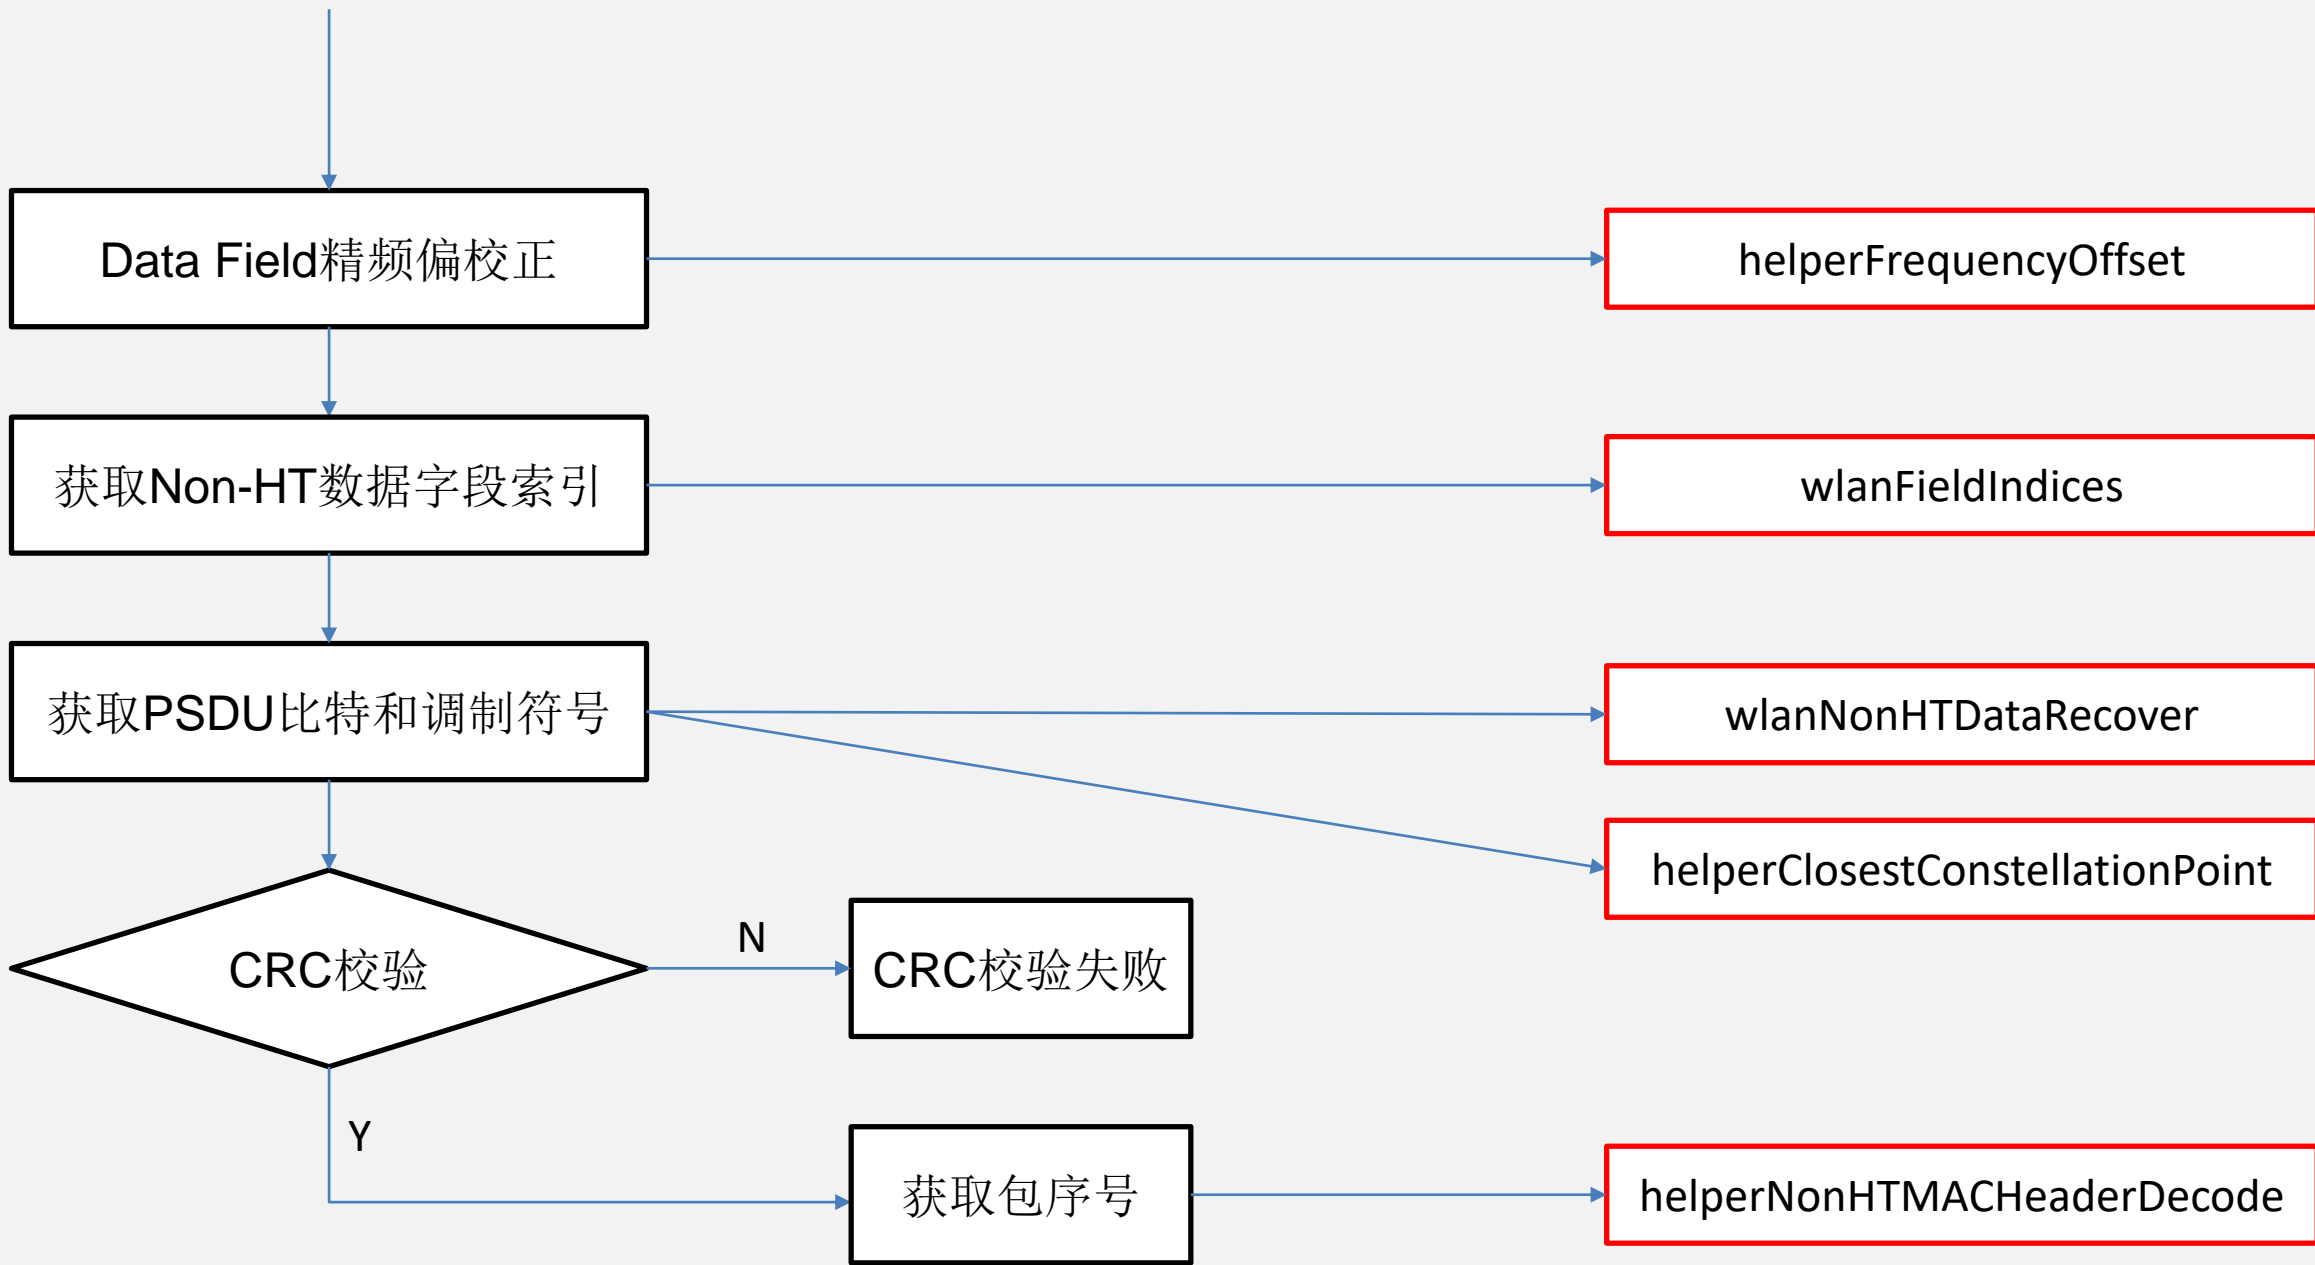 Data Field精频偏校正
helperFrequencyOffset
获取Non-HT数据字段索引
wlanFieldIndices
获取PSDU比特和调制符号
wlanNonHTDataRecover
helperClosestConstellationPoint
CRC校验
N
CRC校验失败
Y
获取包序号
helperNonHTMACHeaderDecode